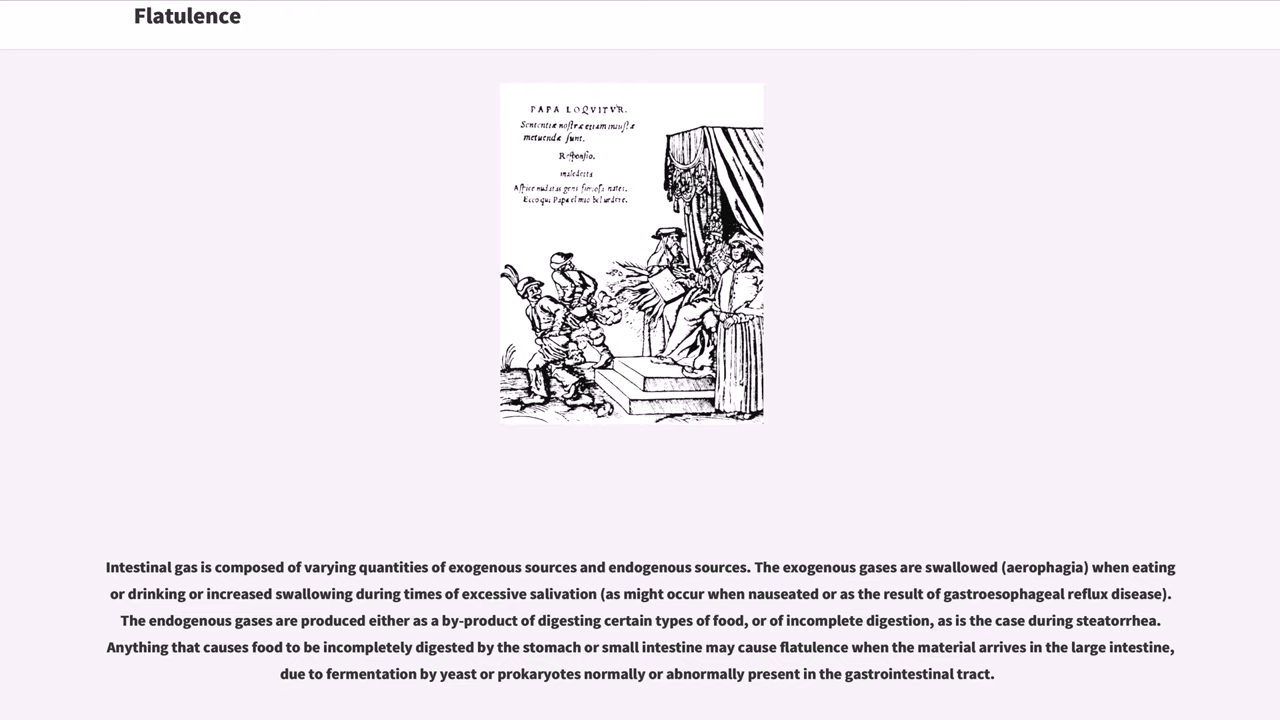 Flatulence
PAPA LOQVITVR.
Sententiæ nostræ etiam iniustæ
metuendæ sunt.
Responsio.
maledetta
Aspice nudatas gens furiosa nates.
Ecco qui Papa el mio bel uedere.
Intestinal gas is composed of varying quantities of exogenous sources and endogenous sources. The exogenous gases are swallowed (aerophagia) when eating
or drinking or increased swallowing during times of excessive salivation (as might occur when nauseated or as the result of gastroesophageal reflux disease).
The endogenous gases are produced either as a by-product of digesting certain types of food, or of incomplete digestion, as is the case during steatorrhea.
Anything that causes food to be incompletely digested by the stomach or small intestine may cause flatulence when the material arrives in the large intestine,
due to fermentation by yeast or prokaryotes normally or abnormally present in the gastrointestinal tract.